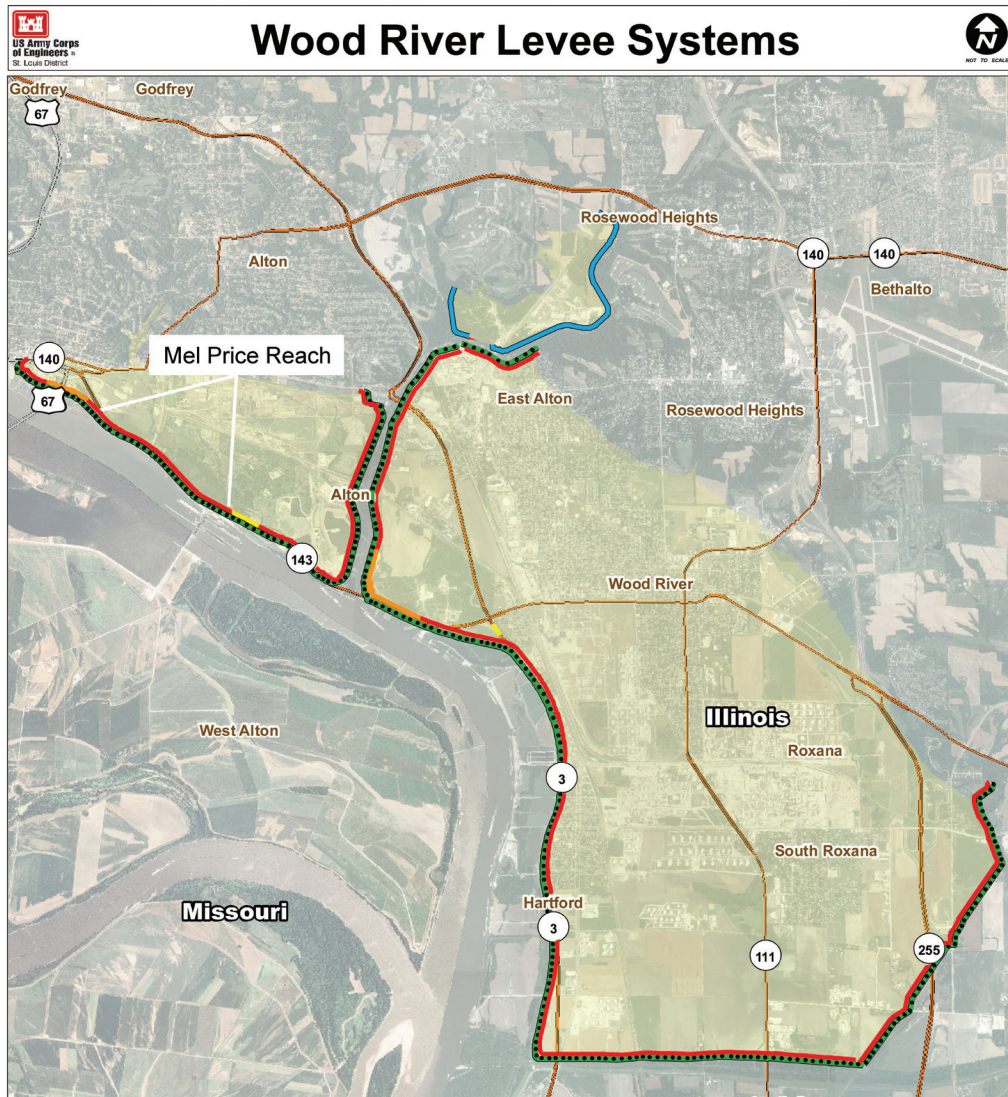 US Army Corps
of Engineers ®
St. Louis District
Wood River Levee Systems
N
NOT TO SCALE
Godfrey
Godfrey
67
Rosewood Heights
140
140
Alton
Bethalto
Mel Price Reach
140
67
East Alton
Rosewood Heights
Alton
143
Wood River
Illinois
West Alton
Roxana
3
South Roxana
Missouri
Hartford
3
111
255